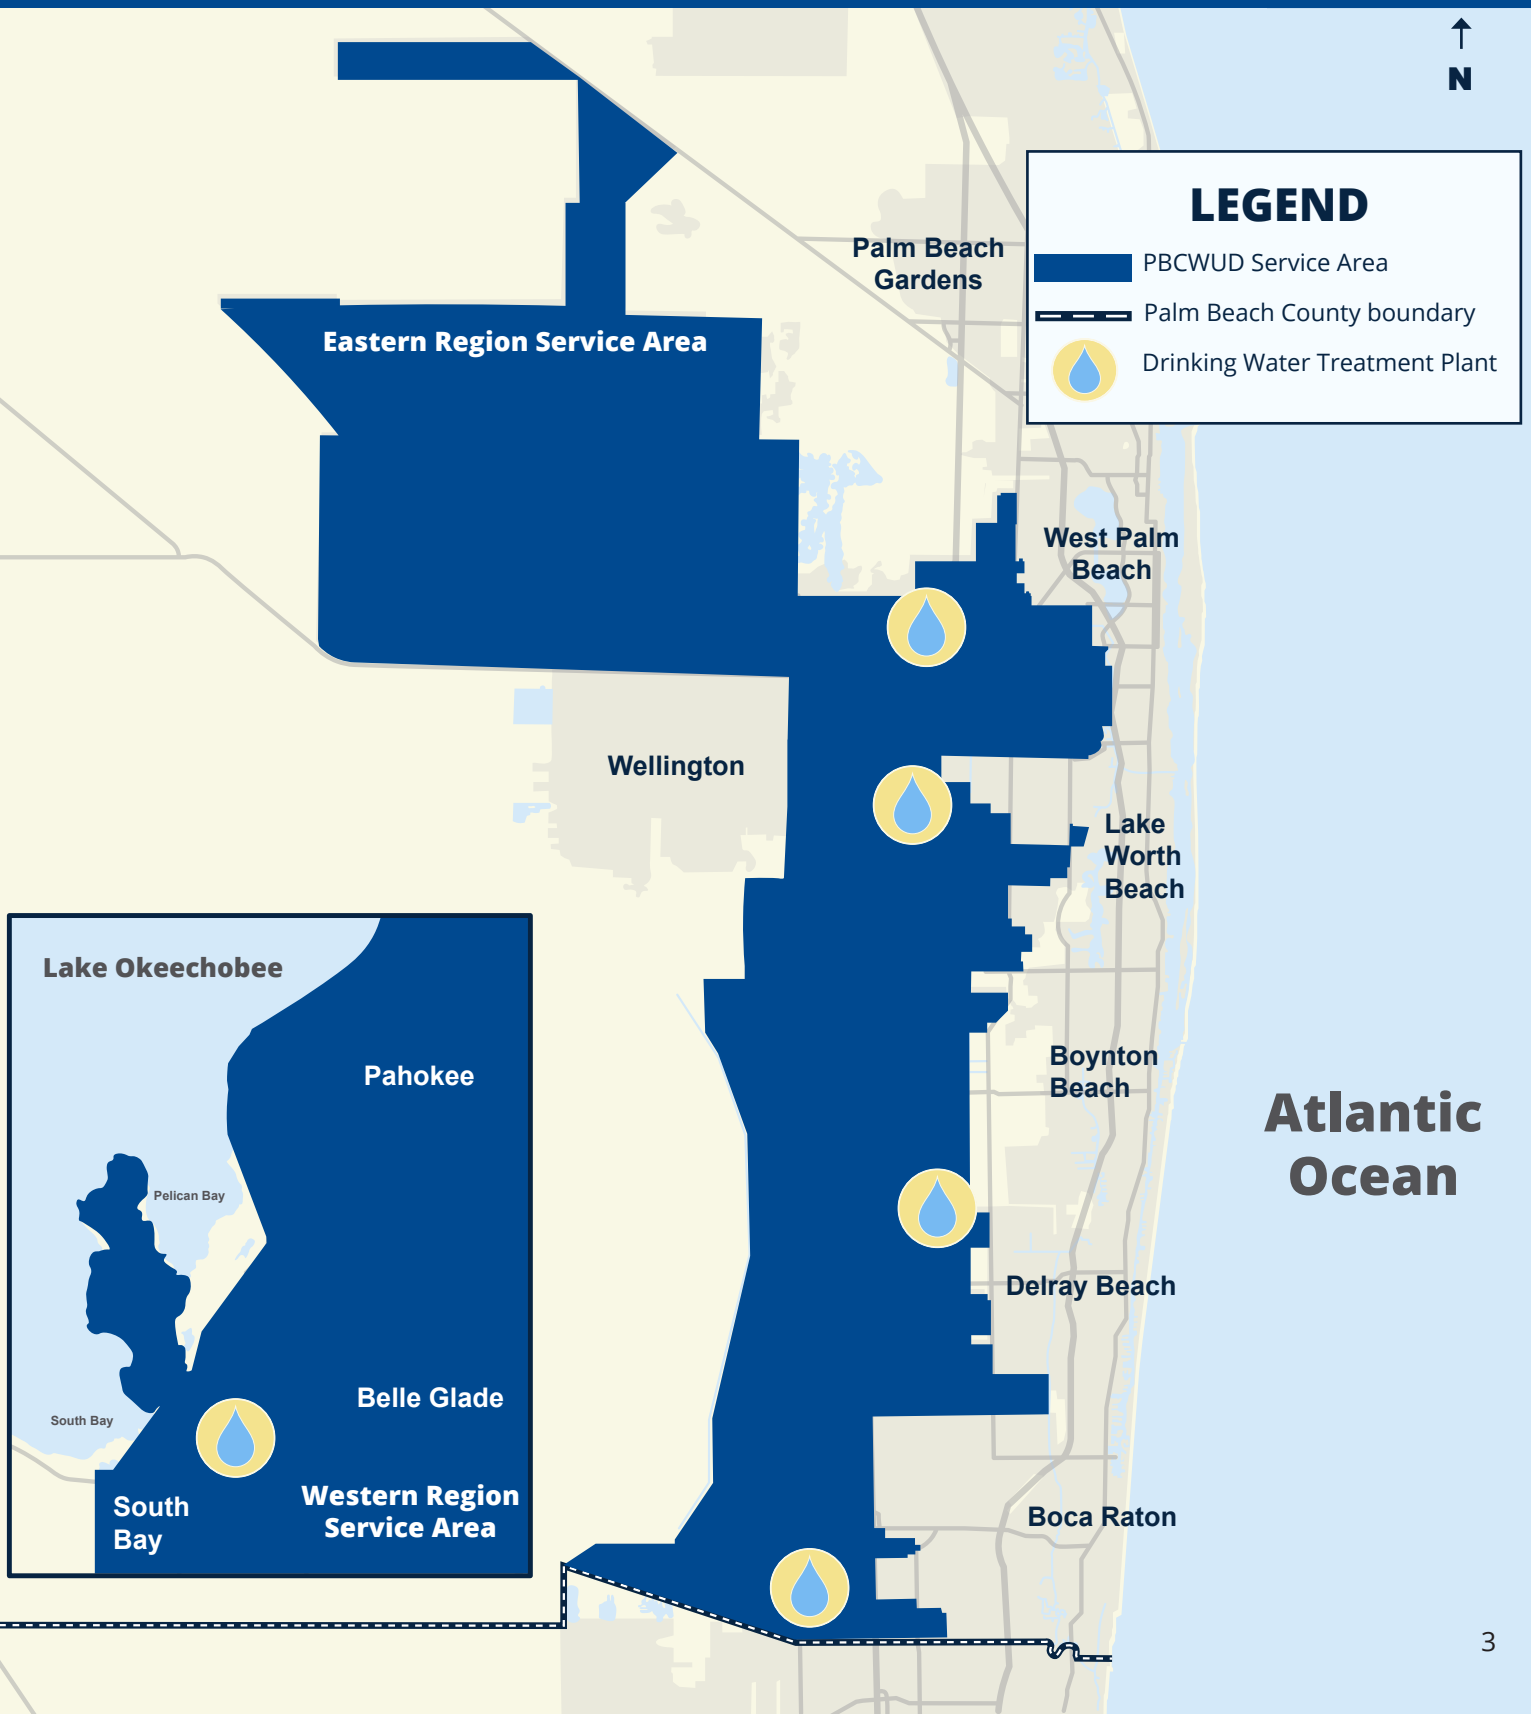 N
LEGEND
PBCWUD Service Area
Palm Beach County boundary
Drinking Water Treatment Plant
Palm Beach
Gardens
Eastern Region Service Area
West Palm
Beach
Wellington
Lake
Worth
Beach
Lake Okeechobee
Pahokee
Boynton
Beach
Atlantic
Ocean
Pelican Bay
Delray Beach
Belle Glade
South Bay
Western Region
Service Area
South
Bay
Boca Raton
3